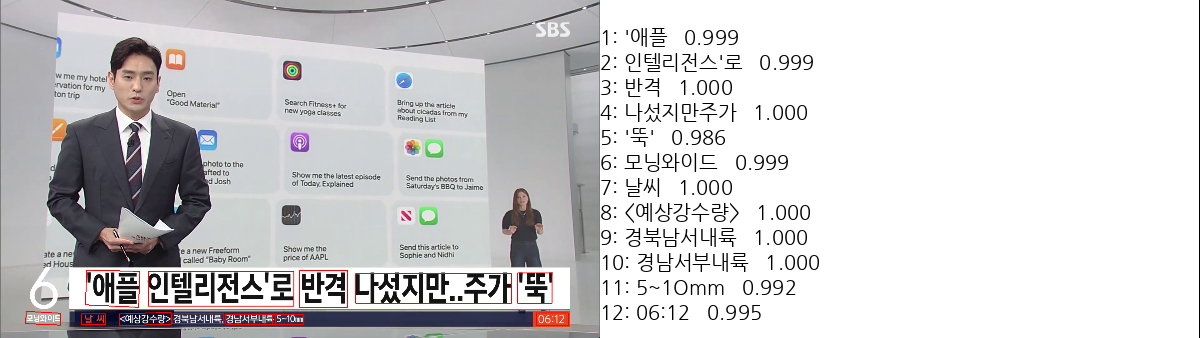 SBS
w me my hotel
ervation for my
ton trip
Open
"Good Material"
Search Fitness+ for
new yoga classes
Bring up the article
about cicadas from my
Reading List
photo to the
afted to
nd Josh
Show me the latest episode
of Today, Explained
Send the photos from
Saturday's BBQ to Jaime
ate a
ed Hous
te a new Freeform
called "Baby Room"
Show me the
price of AAPL
Send this article to
Sophie and Nidhi
6
모닝와이드
'애플 인텔리전스'로 반격 나섰지만..주가 '뚝'
날씨 <예상강수량> 경북남서내륙, 경남서부내륙 5~10mm
06:12
1: '애플 0.999
2: 인텔리전스'로 0.999
3: 반격 1.000
4: 나섰지만주가 1.000
5: '뚝' 0.986
6: 모닝와이드 0.999
7: 날씨 1.000
8: <예상강수량> 1.000
9: 경북남서내륙 1.000
10: 경남서부내륙 1.000
11: 5~10mm 0.992
12: 06:12 0.995